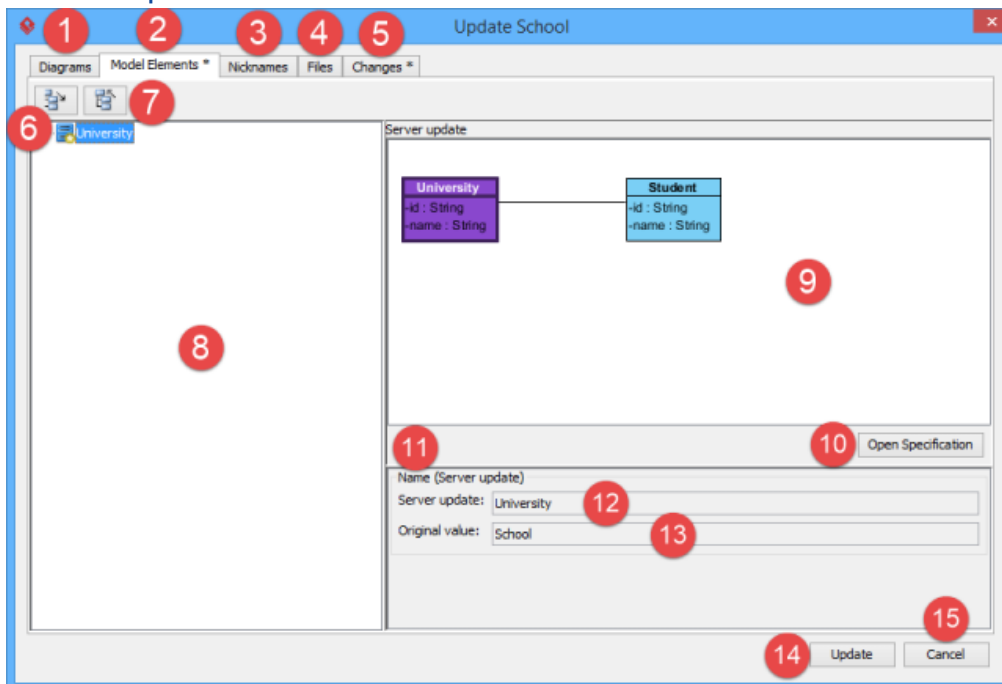 Update School
1 2 3 4 5
Diagrams Model Elements * Nicknames Files Changes *
7
6 University
Server update
University
-id : String
-name : String
Student
-id : String
-name : String
9
8
10 Open Specification
11
Name (Server update)
Server update: University 12
Original value: School 13
15
14 Update Cancel